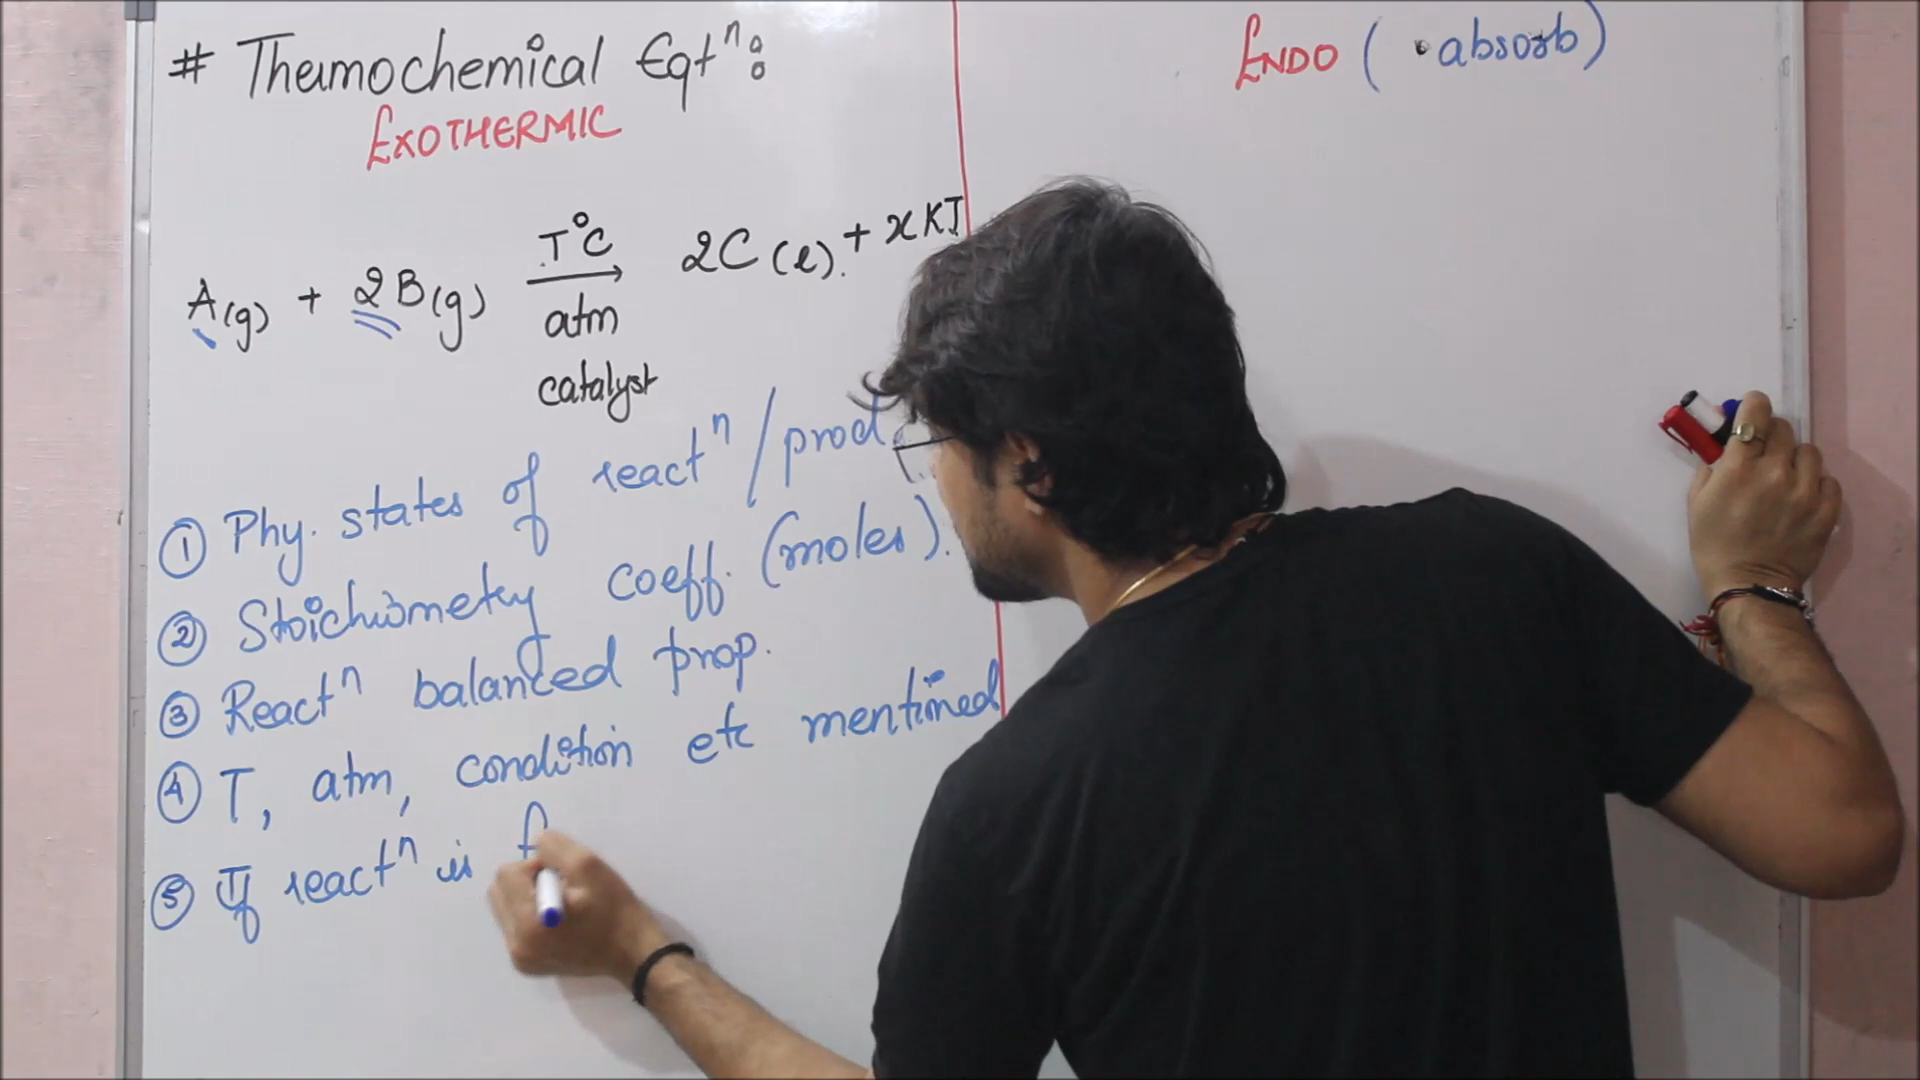 # Thermochemical Eqtⁿ:
EXOTHERMIC
A(g) + 2B(g) T°C atm catalyst → 2C(l) + xKJ
① Phy. states of reactⁿ / prod
② Stoichiometry coeff. (moles).
③ Reactⁿ balanced prop.
④ T, atm, condition etc mentioned
⑤ If reactⁿ is
ENDO ( absorb)